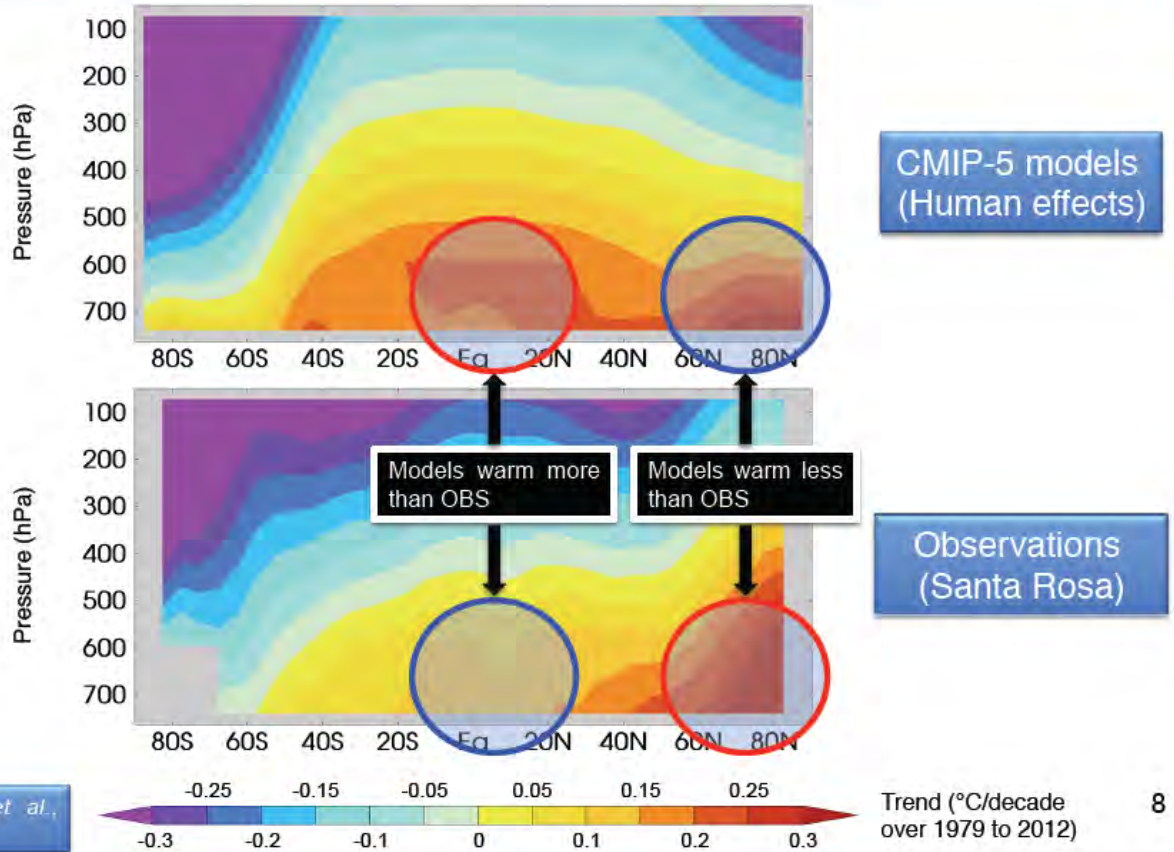 Pressure (hPa)
100
200
300
400
500
600
700
80S 60S 40S 20S Eq 20N 40N 60N 80N
CMIP-5 models
(Human effects)
Pressure (hPa)
100
200
300
400
500
600
700
Models warm more
than OBS
Models warm less
than OBS
80S 60S 40S 20S Eq 20N 40N 60N 80N
Observations
(Santa Rosa)
et al.,
-0.25 -0.15 -0.05 0.05 0.15 0.25
-0.3 -0.2 -0.1 0 0.1 0.2 0.3
Trend (°C/decade
over 1979 to 2012)
8